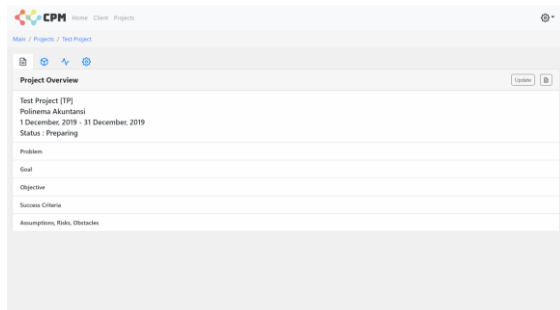 CPM Home Client Projects
Main / Projects / Test Project
Project Overview Update
Test Project [TP]
Polinema Akuntansi
1 December, 2019 - 31 December, 2019
Status : Preparing
Problem
Goal
Objective
Success Criteria
Assumptions, Risks, Obstacles